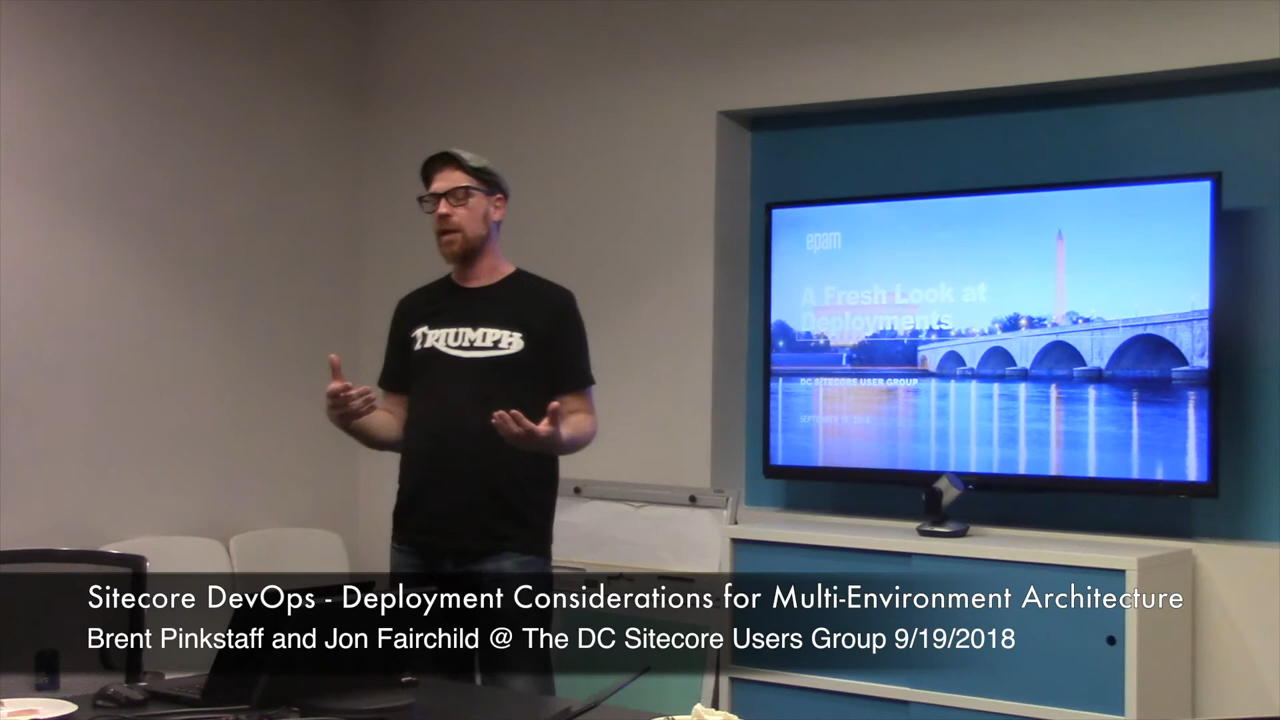 TRIUMPH
epam
A Fresh Look at
Deployments
DC SITECORE USER GROUP
Sitecore DevOps - Deployment Considerations for Multi-Environment Architecture
Brent Pinkstaff and Jon Fairchild @ The DC Sitecore Users Group 9/19/2018